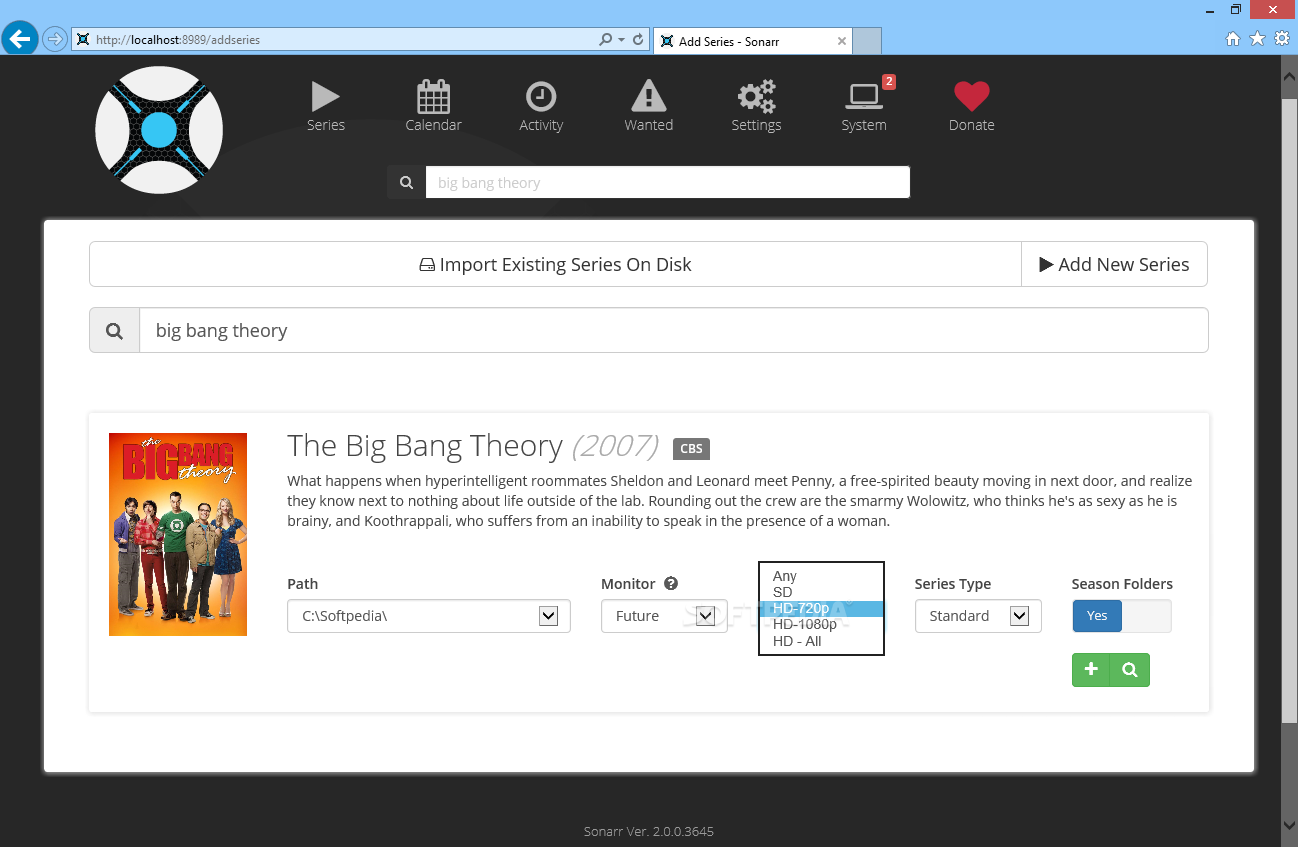 http://localhost:8989/addseries
Add Series - Sonarr
Series
Calendar
Activity
Wanted
Settings
2
System
Donate
big bang theory
Import Existing Series On Disk
Add New Series
big bang theory
the
BIG BANG
theory
The Big Bang Theory (2007) CBS
What happens when hyperintelligent roommates Sheldon and Leonard meet Penny, a free-spirited beauty moving in next door, and realize
they know next to nothing about life outside of the lab. Rounding out the crew are the smarmy Wolowitz, who thinks he's as sexy as he is
brainy, and Koothrappali, who suffers from an inability to speak in the presence of a woman.
Path
C:\Softpedia\
Monitor
Future
Any
SD
HD-720p
HD-1080p
HD - All
SOFTPEDIA
Series Type
Standard
Season Folders
Yes
Sonarr Ver. 2.0.0.3645